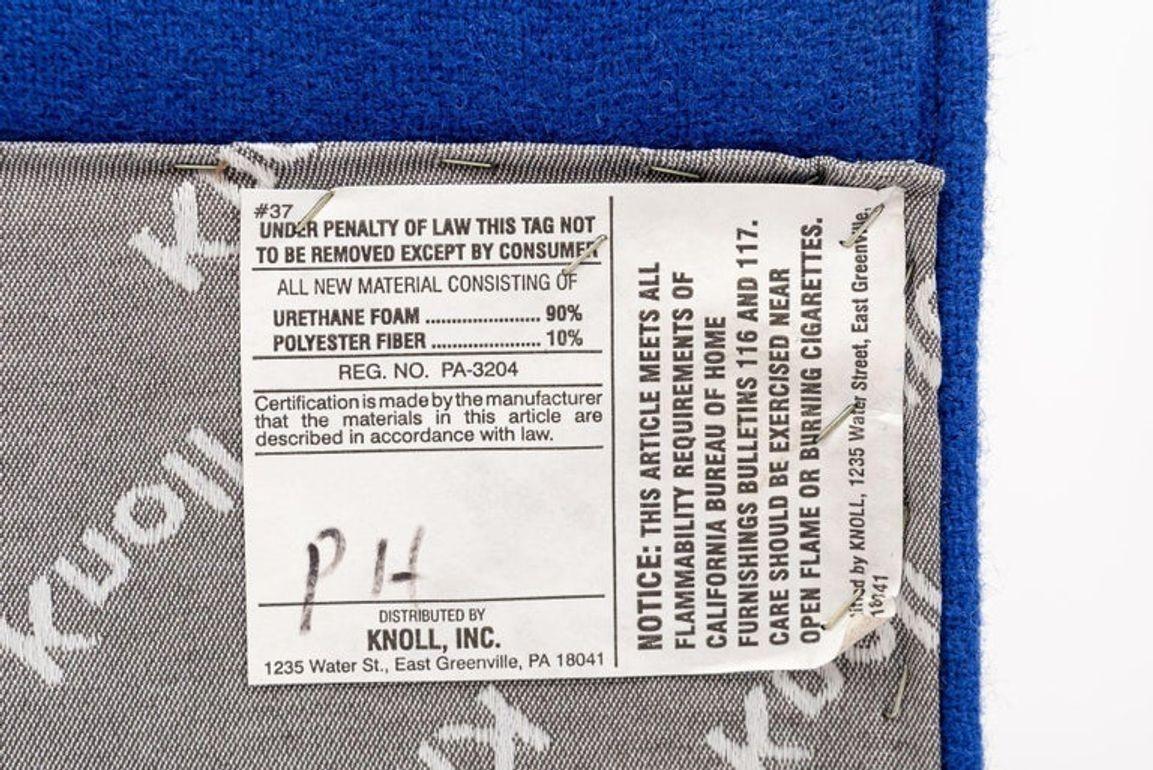 #37
UNDER PENALTY OF LAW THIS TAG NOT
TO BE REMOVED EXCEPT BY CONSUMER
ALL NEW MATERIAL CONSISTING OF
URETHANE FOAM ...................... 90%
POLYESTER FIBER ..................... 10%
REG. NO. PA-3204
Certification is made by the manufacturer
that the materials in this article are
described in accordance with law.
PH
DISTRIBUTED BY
KNOLL, INC.
1235 Water St., East Greenville, PA 18041
NOTICE: THIS ARTICLE MEETS ALL
FLAMMABILITY REQUIREMENTS OF
CALIFORNIA BUREAU OF HOME
FURNISHINGS BULLETINS 116 AND 117.
CARE SHOULD BE EXERCISED NEAR
OPEN FLAME OR BURNING CIGARETTES.
by KNOLL, 1235 Water Street, East Greenville,
18041
Knoll